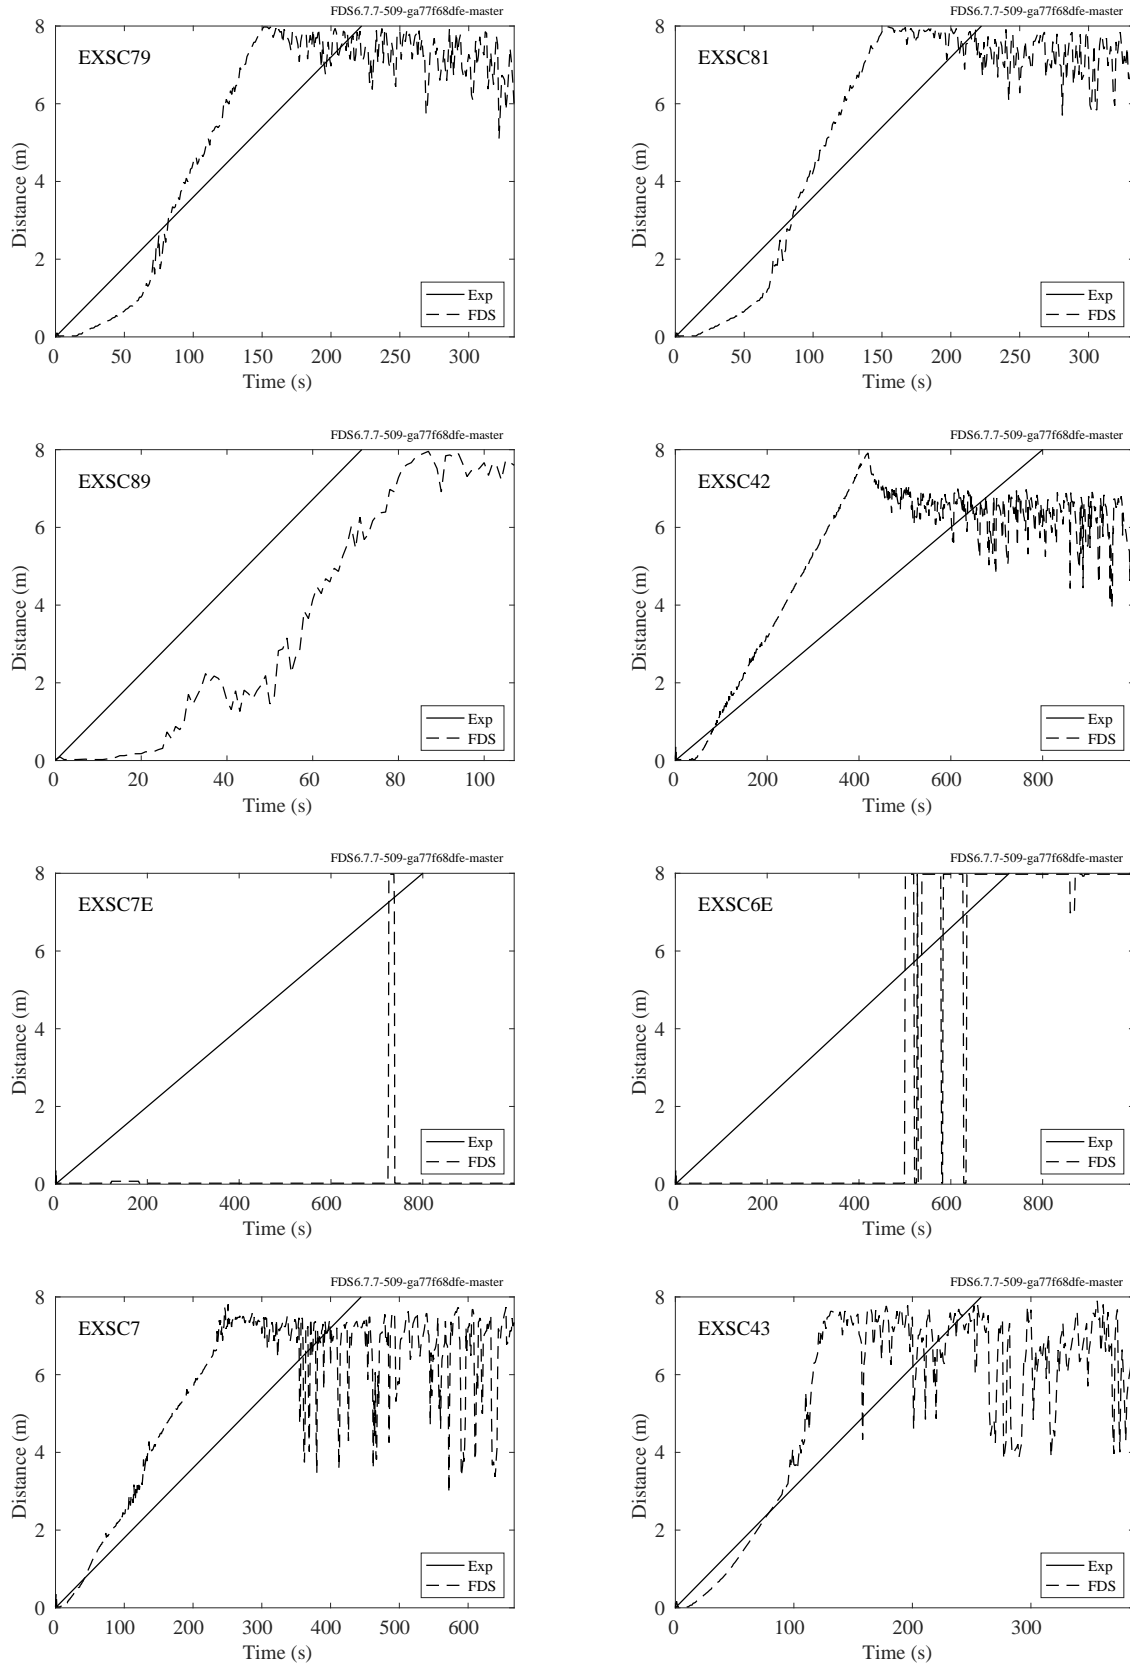 FDS6.7.7-509-ga77f68dfe-master
EXSC79
Distance (m)
8
6
4
2
0
Exp
FDS
0 50 100 150 200 250 300
Time (s)
FDS6.7.7-509-ga77f68dfe-master
EXSC81
Distance (m)
8
6
4
2
0
Exp
FDS
0 50 100 150 200 250 300
Time (s)
FDS6.7.7-509-ga77f68dfe-master
EXSC89
Distance (m)
8
6
4
2
0
Exp
FDS
0 20 40 60 80 100
Time (s)
FDS6.7.7-509-ga77f68dfe-master
EXSC42
Distance (m)
8
6
4
2
0
Exp
FDS
0 200 400 600 800
Time (s)
FDS6.7.7-509-ga77f68dfe-master
EXSC7E
Distance (m)
8
6
4
2
0
Exp
FDS
0 200 400 600 800
Time (s)
FDS6.7.7-509-ga77f68dfe-master
EXSC6E
Distance (m)
8
6
4
2
0
Exp
FDS
0 200 400 600 800
Time (s)
FDS6.7.7-509-ga77f68dfe-master
EXSC7
Distance (m)
8
6
4
2
0
Exp
FDS
0 100 200 300 400 500 600
Time (s)
FDS6.7.7-509-ga77f68dfe-master
EXSC43
Distance (m)
8
6
4
2
0
Exp
FDS
0 100 200 300
Time (s)